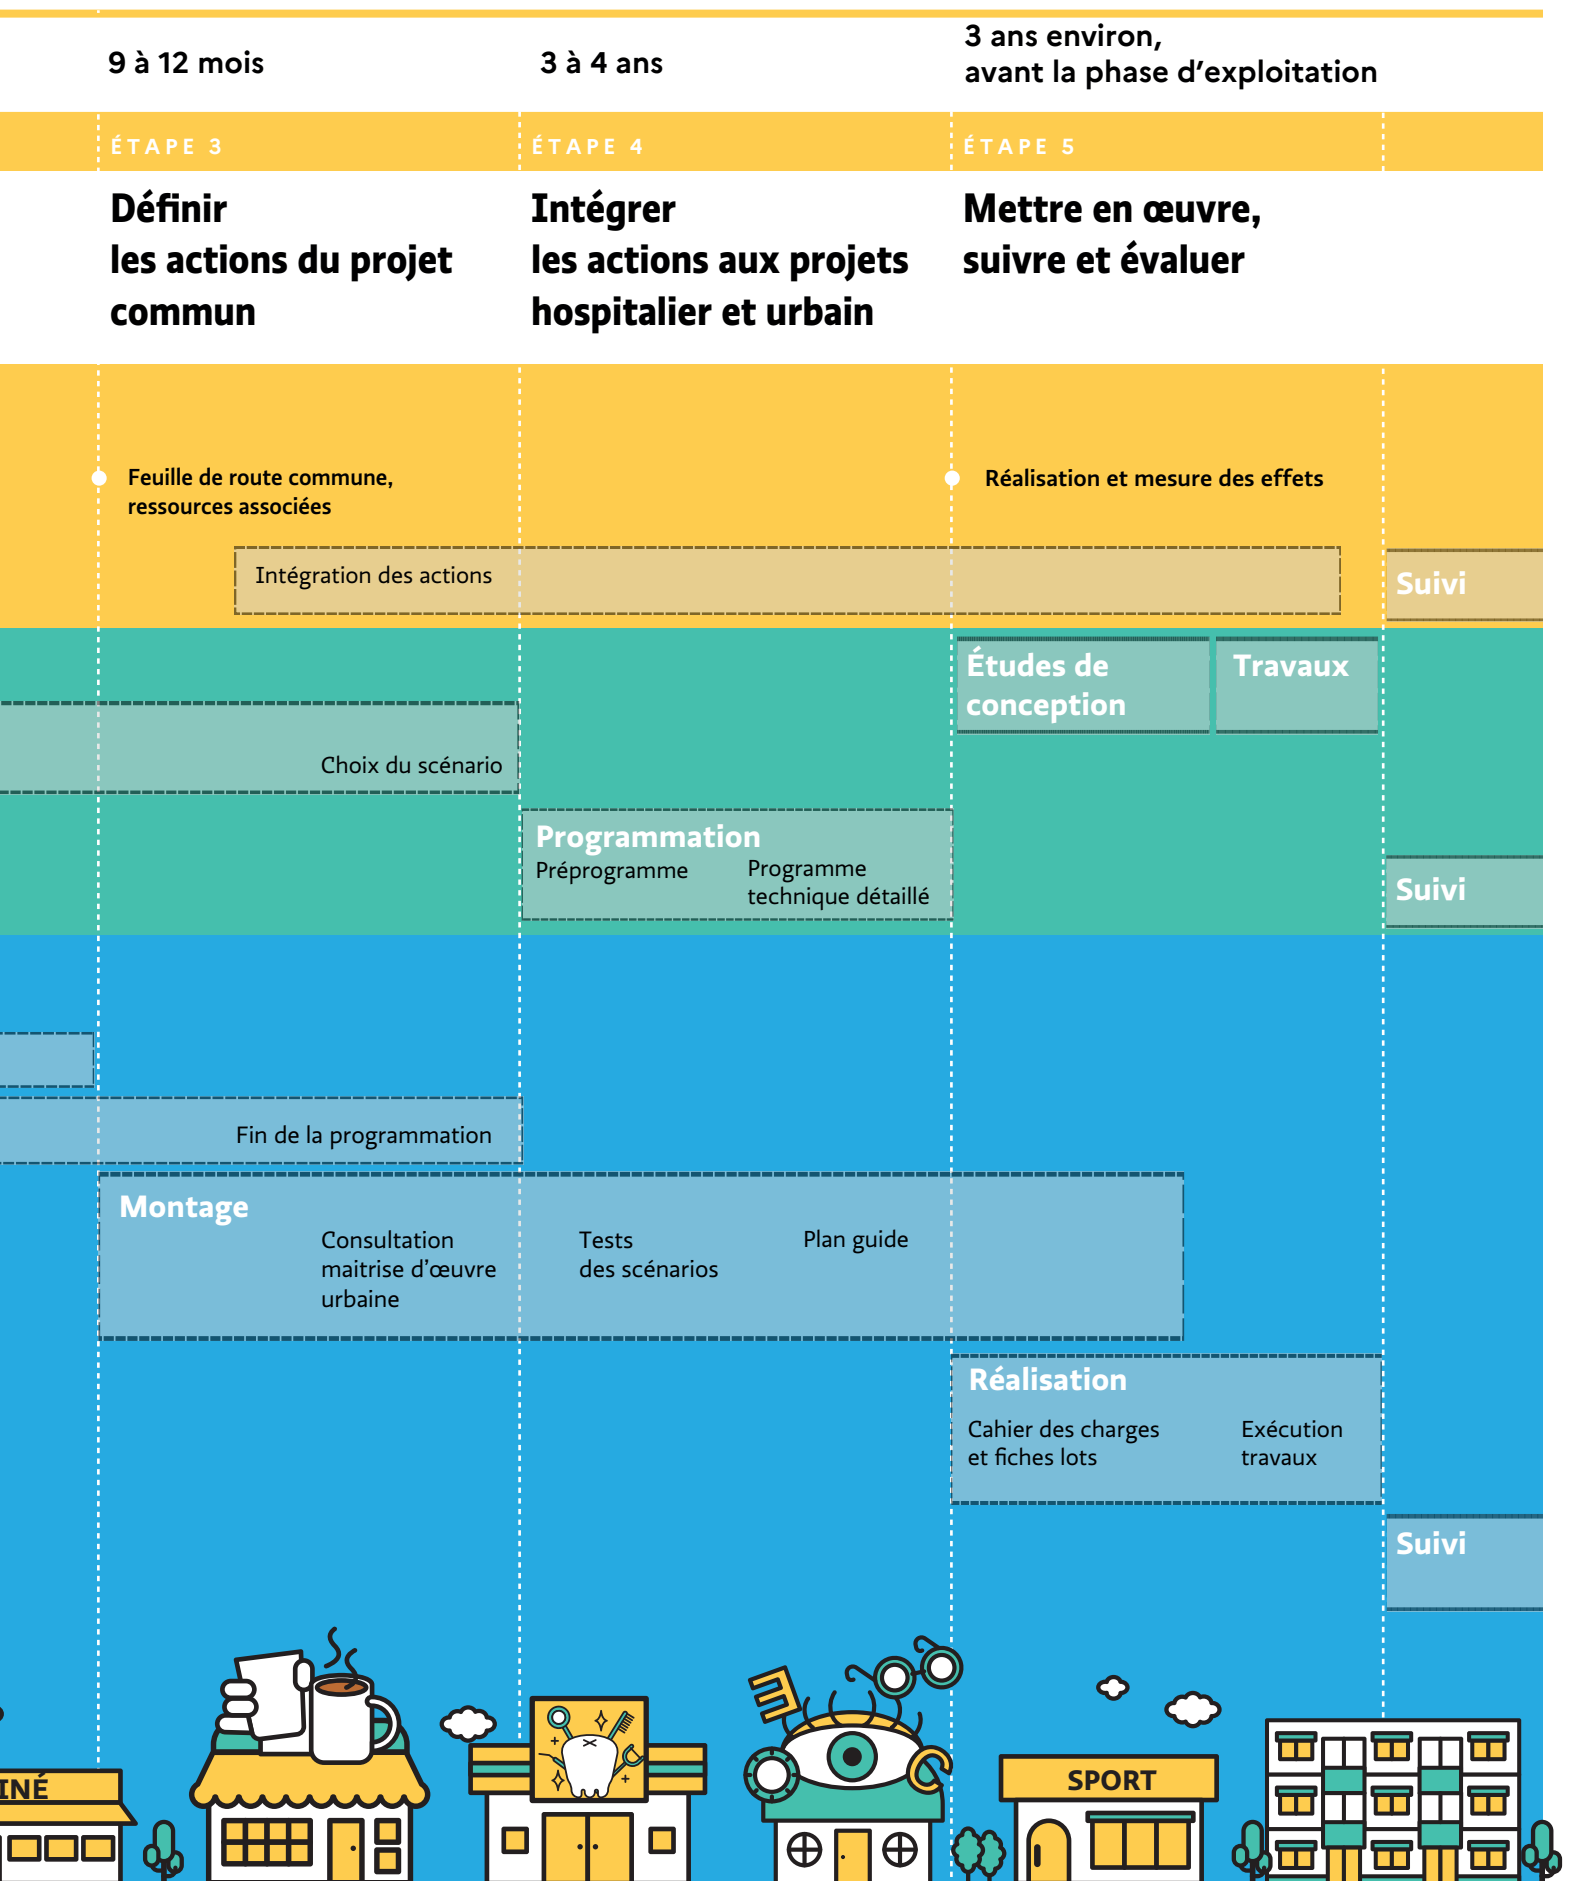 9 à 12 mois
3 à 4 ans
3 ans environ,
avant la phase d’exploitation
ÉTAPE 3
ÉTAPE 4
ÉTAPE 5
Définir
les actions du projet
commun
Intégrer
les actions aux projets
hospitalier et urbain
Mettre en œuvre,
suivre et évaluer
Feuille de route commune,
ressources associées
Réalisation et mesure des effets
Intégration des actions
Suivi
Études de
conception
Travaux
Choix du scénario
Programmation
Préprogramme
Programme
technique détaillé
Suivi
Fin de la programmation
Montage
Consultation
maitrise d’œuvre
urbaine
Tests
des scénarios
Plan guide
Réalisation
Cahier des charges
et fiches lots
Exécution
travaux
Suivi
INÉ
SPORT